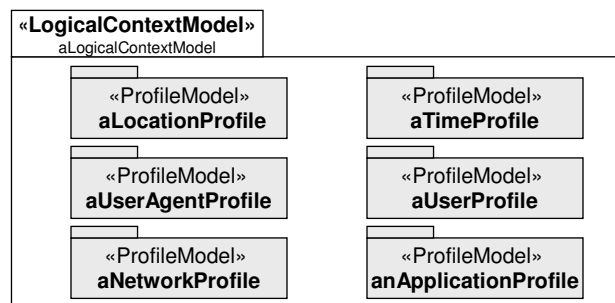 «LogicalContextModel»
aLogicalContextModel
«ProfileModel»
aLocationProfile
«ProfileModel»
aTimeProfile
«ProfileModel»
aUserAgentProfile
«ProfileModel»
aUserProfile
«ProfileModel»
aNetworkProfile
«ProfileModel»
anApplicationProfile